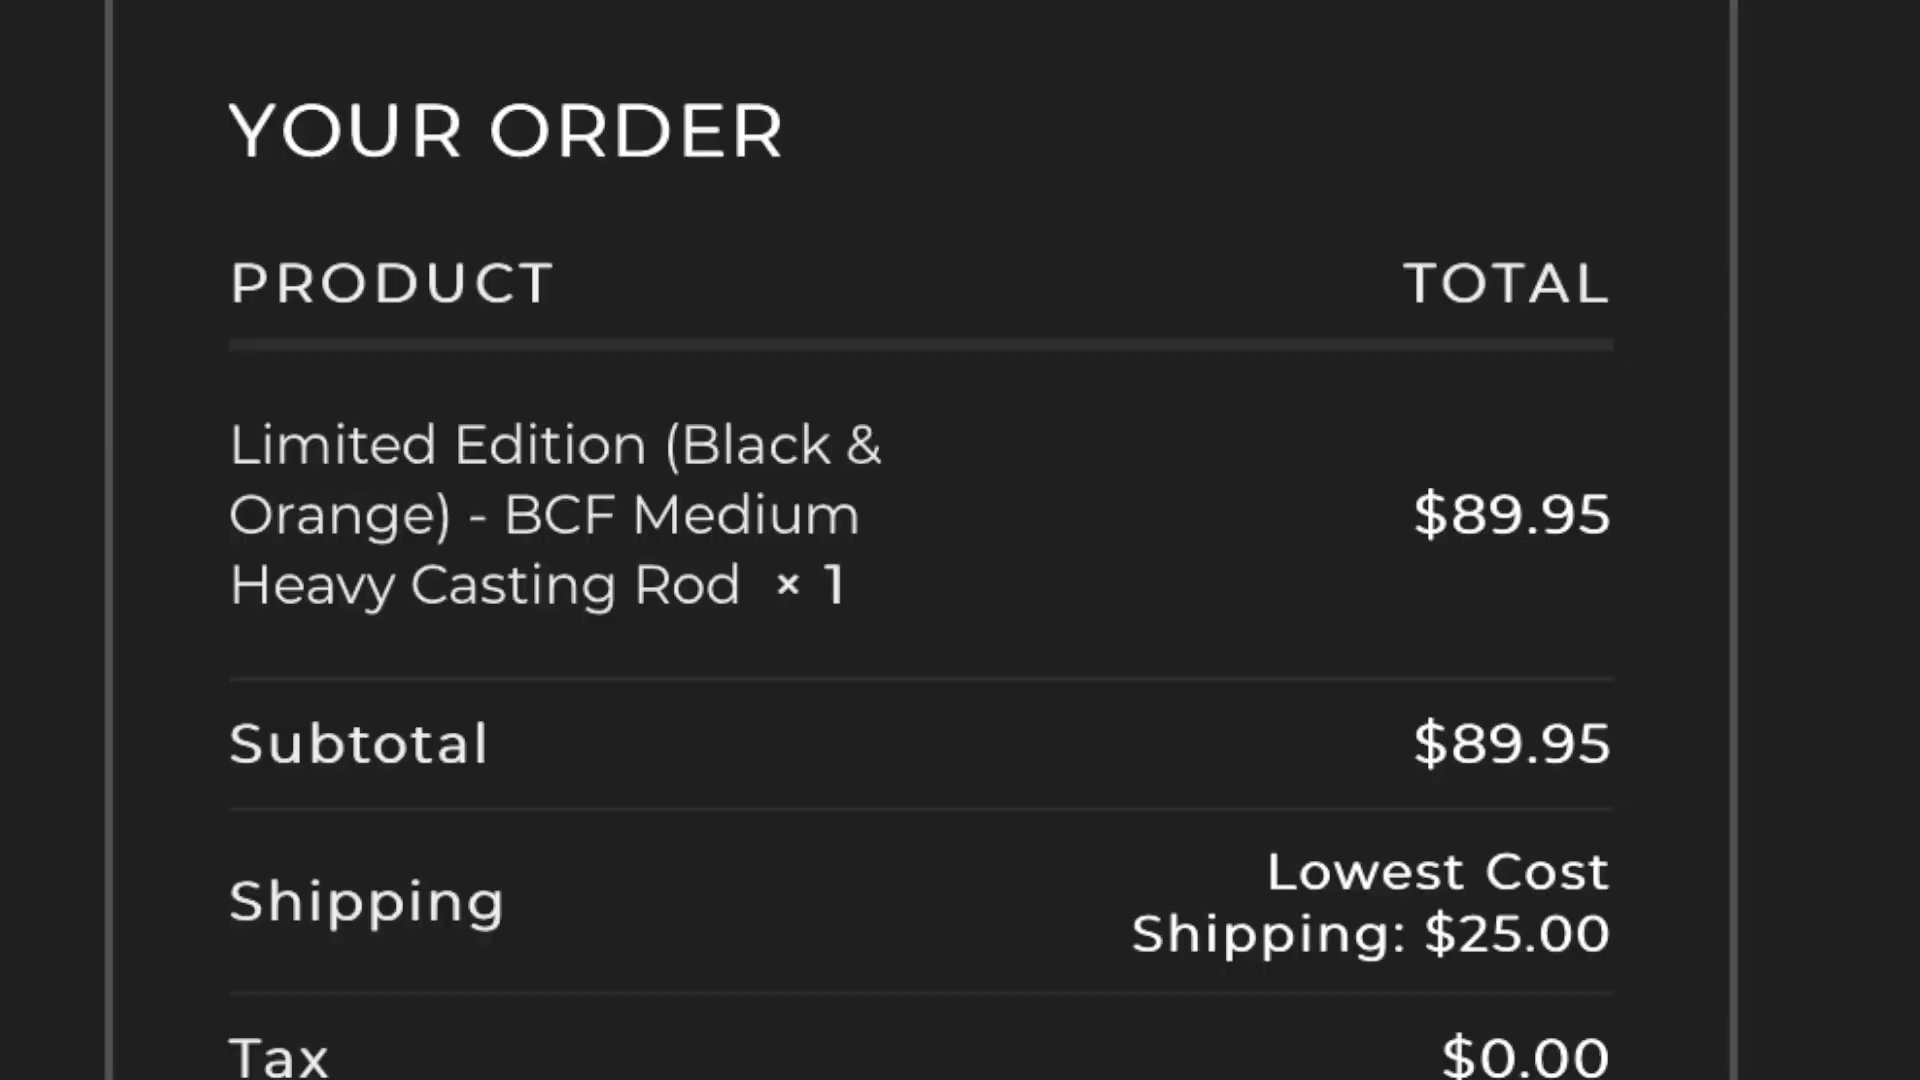 YOUR ORDER
PRODUCT TOTAL
Limited Edition (Black &
Orange) - BCF Medium
Heavy Casting Rod × 1
$89.95
Subtotal $89.95
Shipping
Lowest Cost
Shipping: $25.00
Tax $0.00